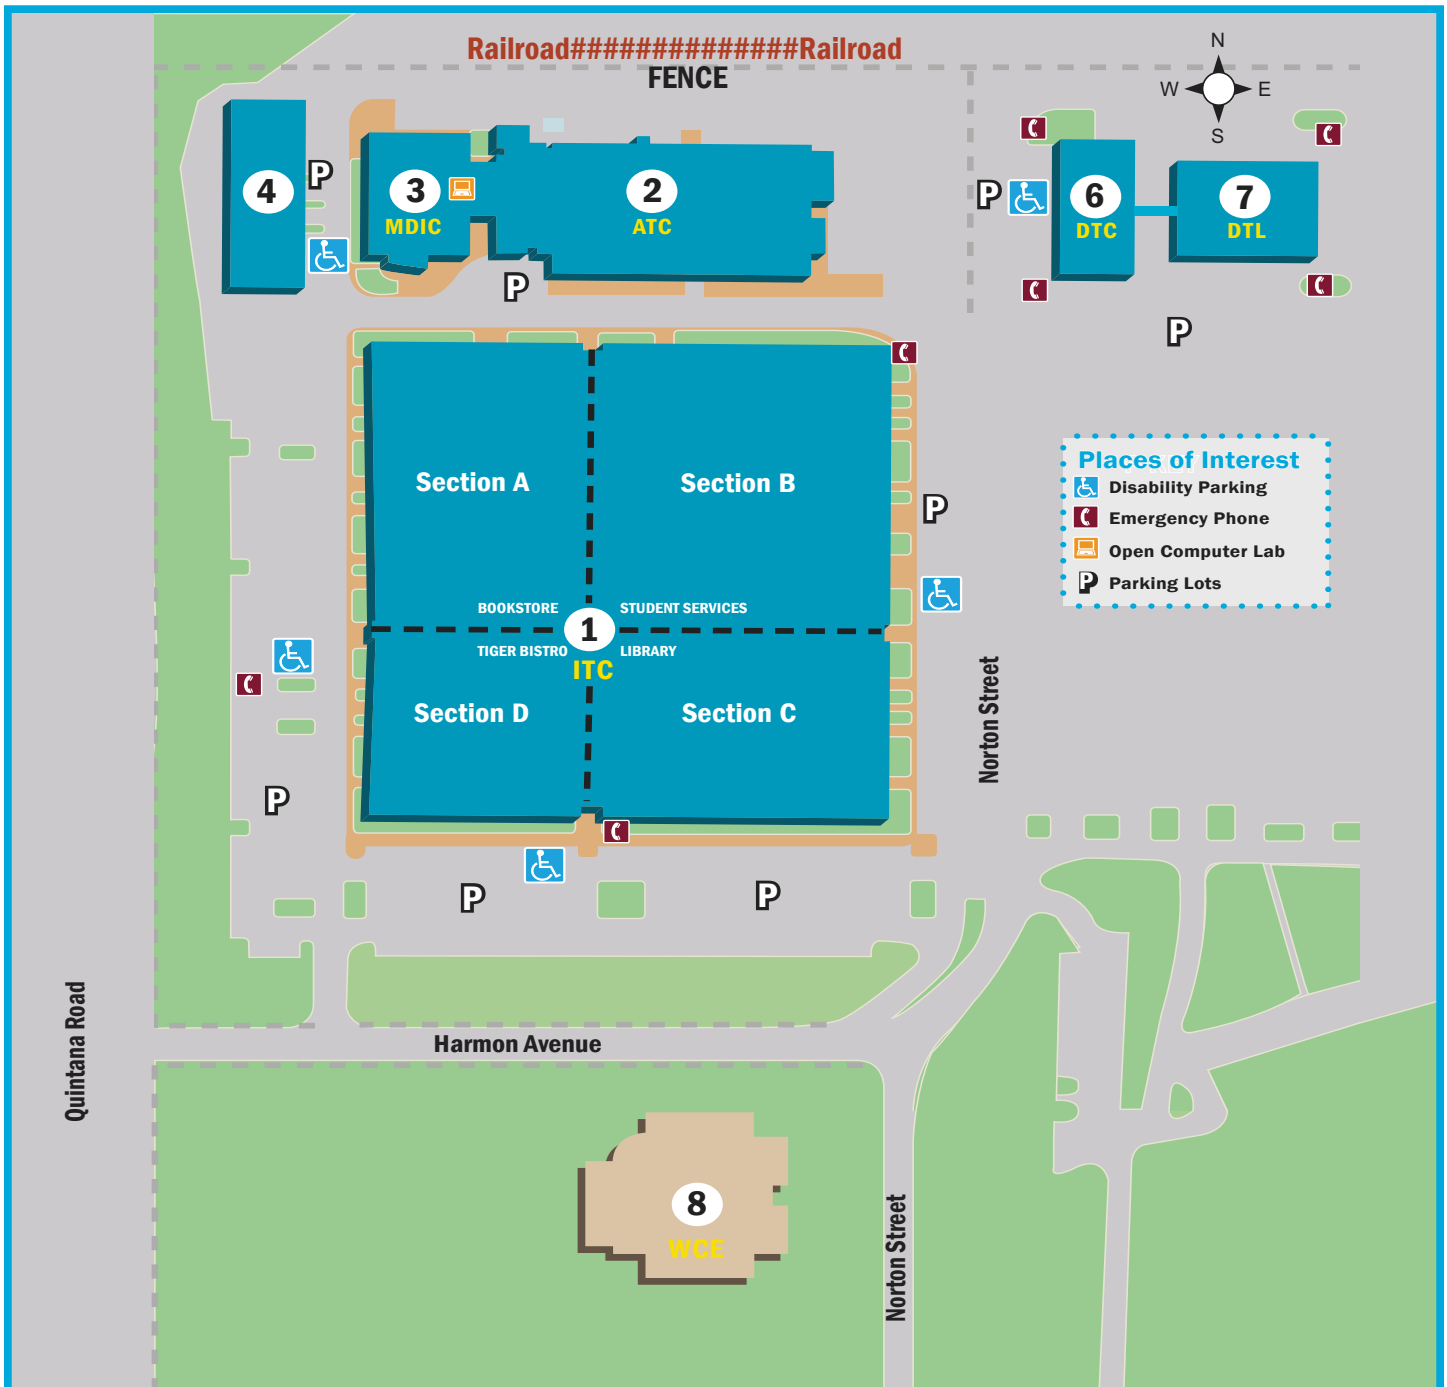 Railroad##############Railroad
FENCE
N
W E
S
4
P
3
MDIC
2
ATC
P
P
6
DTC
7
DTL
P
Section A
Section B
P
BOOKSTORE
STUDENT SERVICES
1
ITC
TIGER BISTRO
LIBRARY
Section D
Section C
P
P
P
Places of Interest
Disability Parking
Emergency Phone
Open Computer Lab
P Parking Lots
Norton Street
Quintana Road
Harmon Avenue
8
WCE
Norton Street